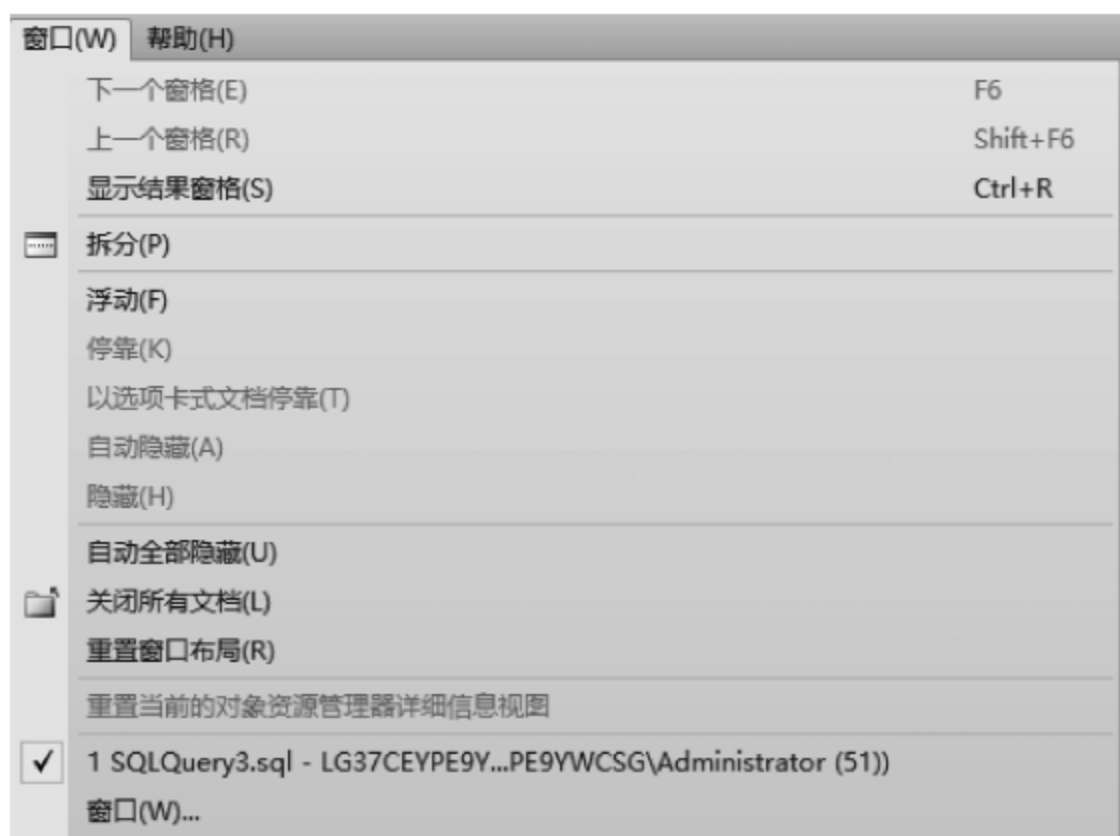 窗口(W) 帮助(H)
下一个窗格(E) F6
上一个窗格(R) Shift+F6
显示结果窗格(S) Ctrl+R
拆分(P)
浮动(F)
停靠(K)
以选项卡式文档停靠(T)
自动隐藏(A)
隐藏(H)
自动全部隐藏(U)
关闭所有文档(L)
重置窗口布局(R)
重置当前的对象资源管理器详细信息视图
1 SQLQuery3.sql - LG37CEYPE9Y...PE9YWCSG\Administrator (51))
窗口(W)...